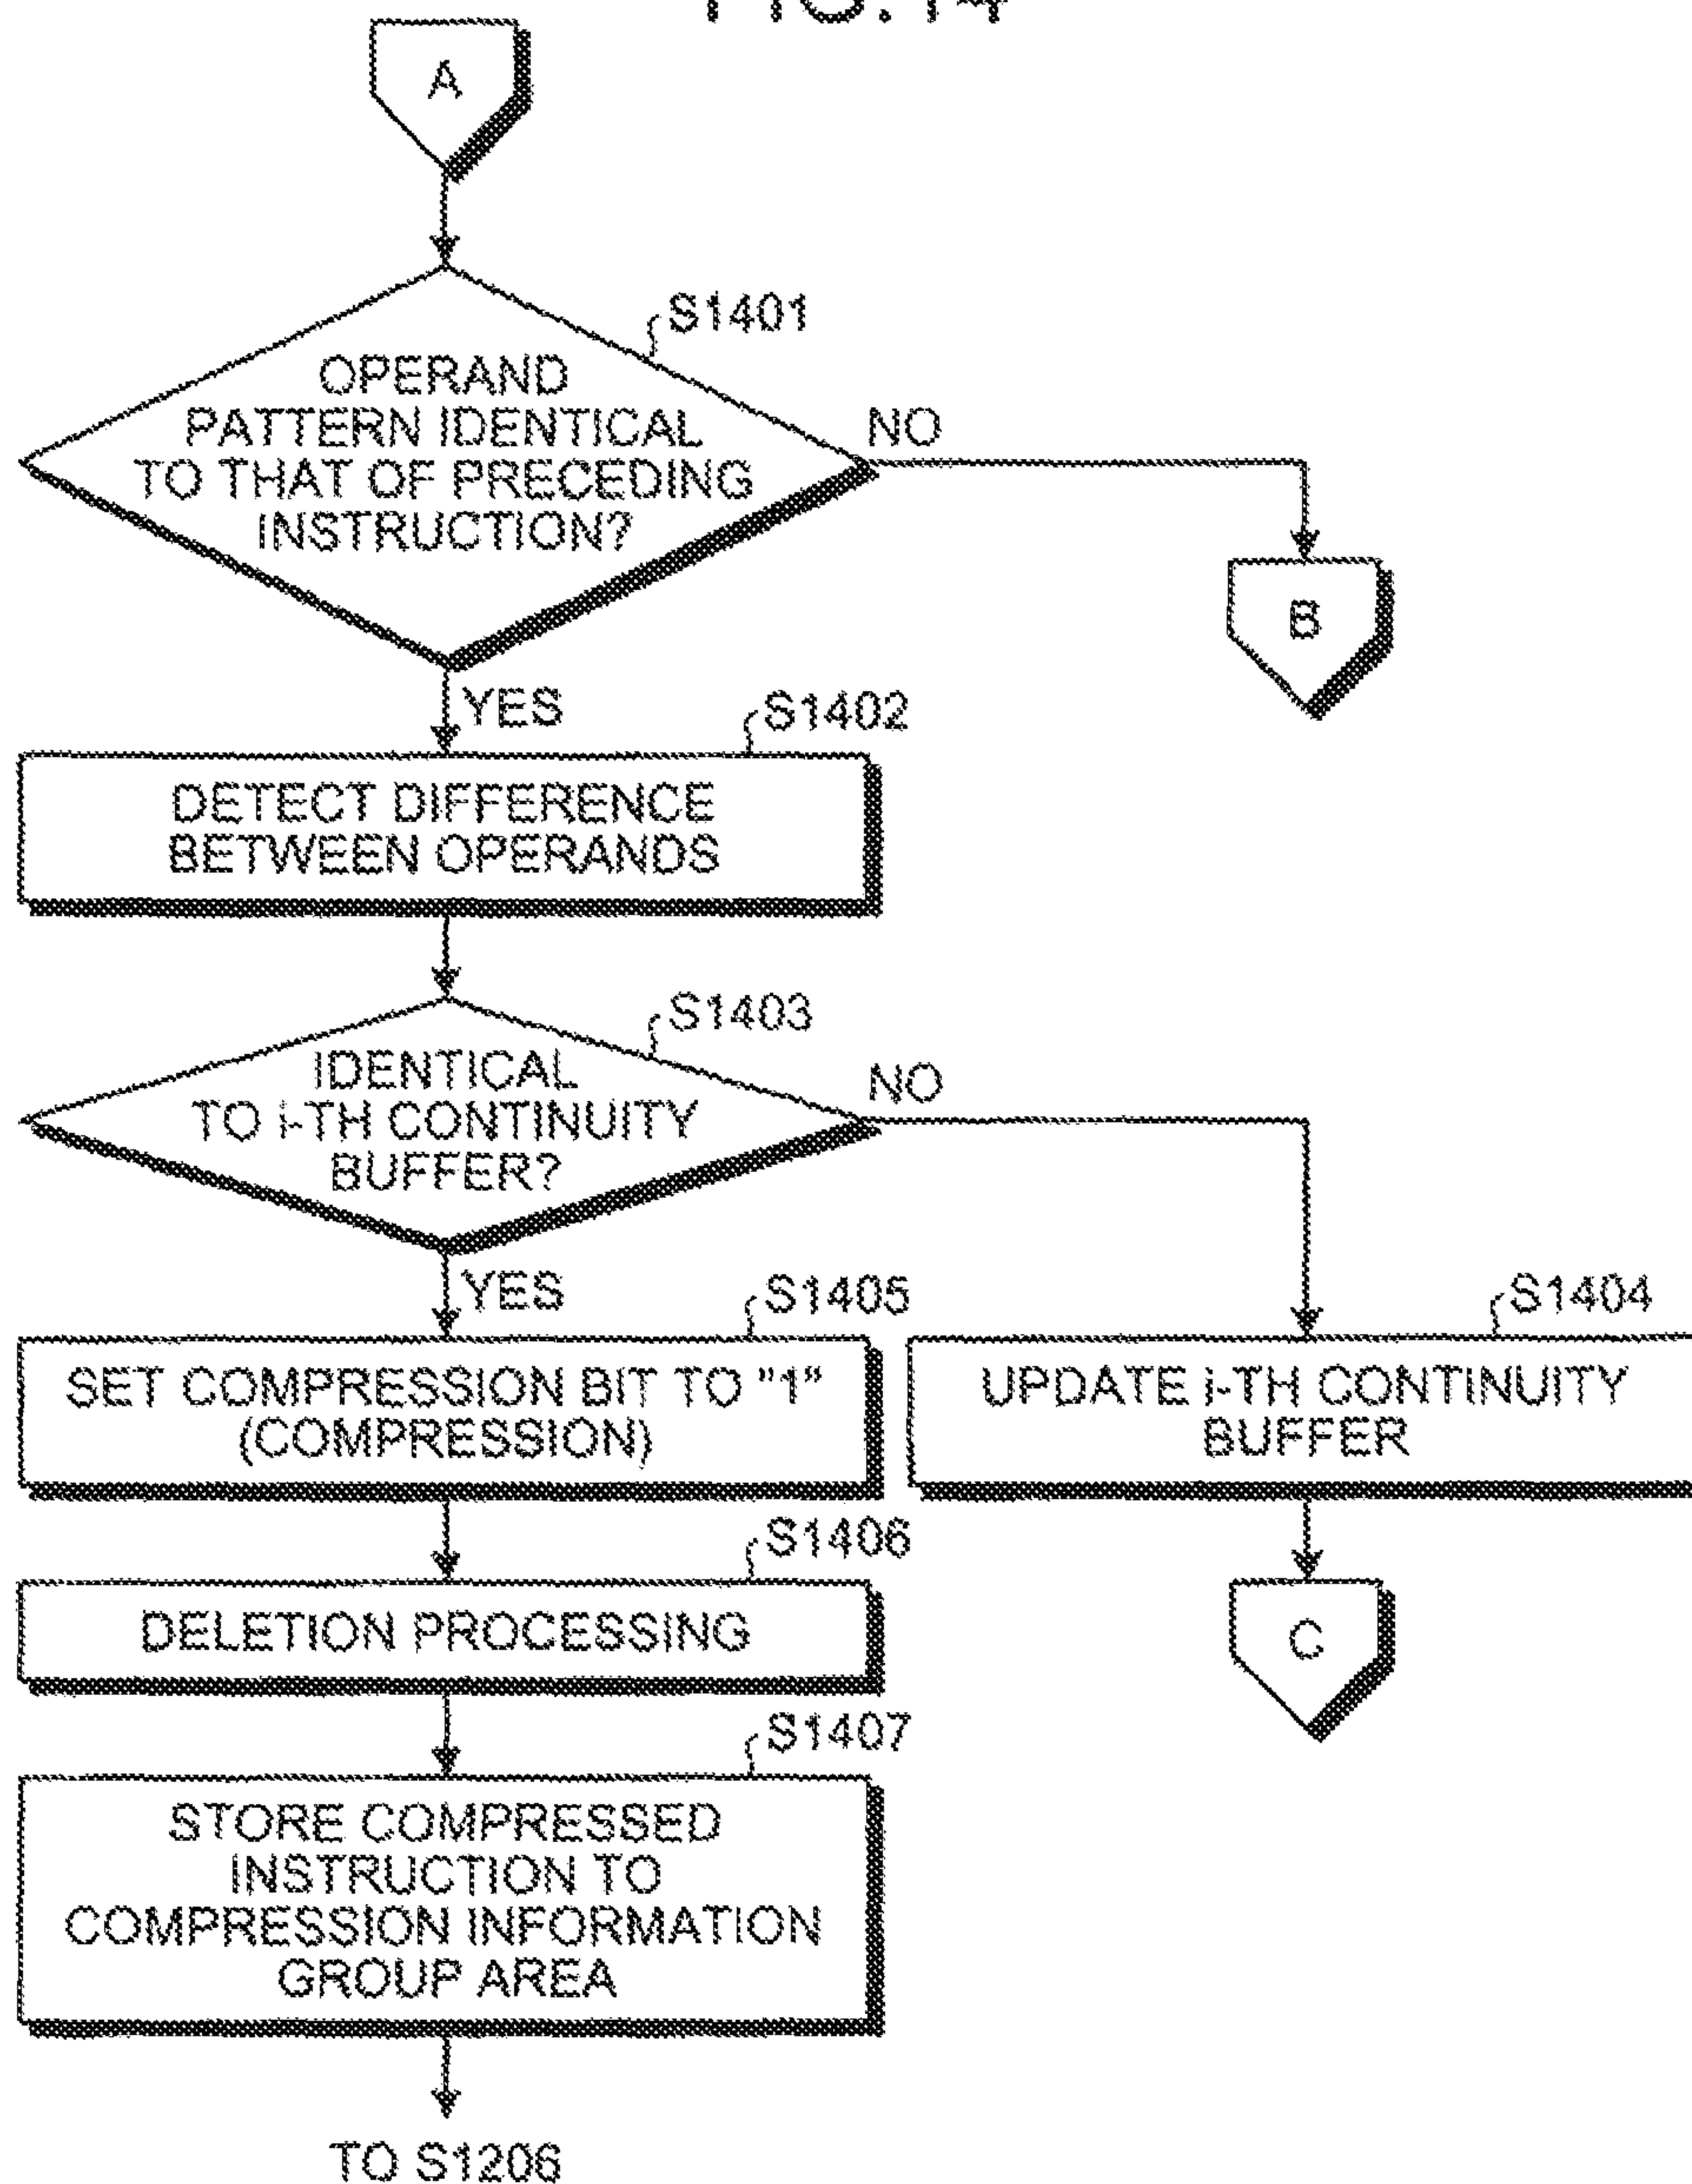 FIG.14
A
S1401
OPERAND
PATTERN IDENTICAL
TO THAT OF PRECEDING
INSTRUCTION?
NO
B
YES
S1402
DETECT DIFFERENCE
BETWEEN OPERANDS
S1403
IDENTICAL
TO i-TH CONTINUITY
BUFFER?
NO
YES
S1405
SET COMPRESSION BIT TO "1"
(COMPRESSION)
S1404
UPDATE i-TH CONTINUITY
BUFFER
S1406
DELETION PROCESSING
C
S1407
STORE COMPRESSED
INSTRUCTION TO
COMPRESSION INFORMATION
GROUP AREA
TO S1206